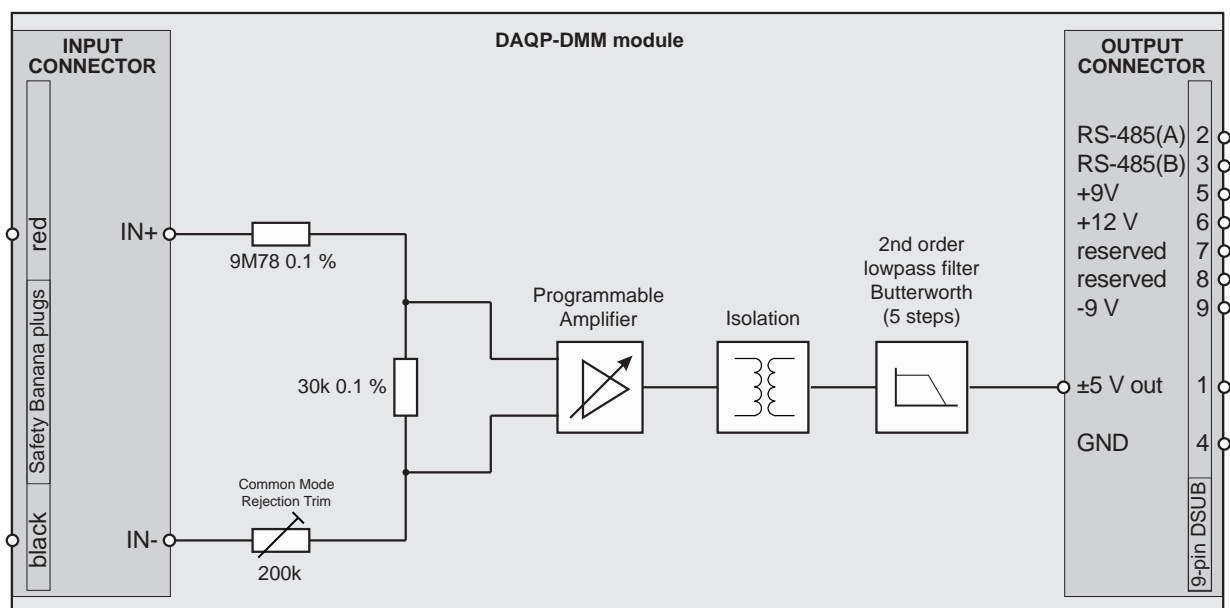 DAQP-DMM module
INPUT
CONNECTOR
red
Safety Banana plugs
black
IN+
IN-
9M78 0.1 %
30k 0.1 %
Common Mode
Rejection Trim
200k
Programmable
Amplifier
Isolation
2nd order
lowpass filter
Butterworth
(5 steps)
OUTPUT
CONNECTOR
RS-485(A) 2
RS-485(B) 3
+9V 5
+12 V 6
reserved 7
reserved 8
-9 V 9
±5 V out 1
GND 4
9-pin DSUB